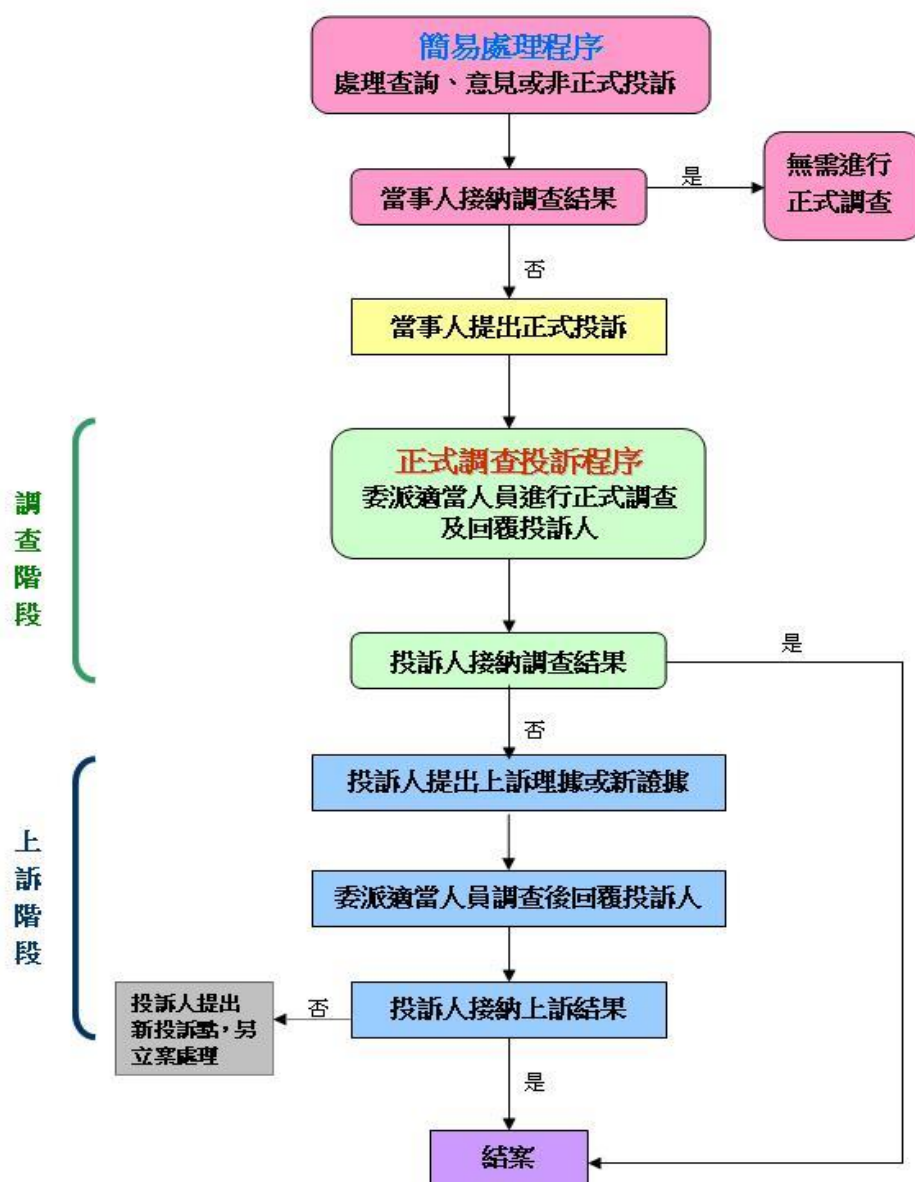 簡易處理程序
處理查詢、意見或非正式投訴
當事人接納調查結果
是
無需進行
正式調查
否
當事人提出正式投訴
調查階段
正式調查投訴程序
委派適當人員進行正式調查
及回覆投訴人
投訴人接納調查結果
是
否
上訴階段
投訴人提出上訴理據或新證據
委派適當人員調查後回覆投訴人
投訴人接納上訴結果
否
投訴人提出
新投訴點，另
立案處理
是
結案